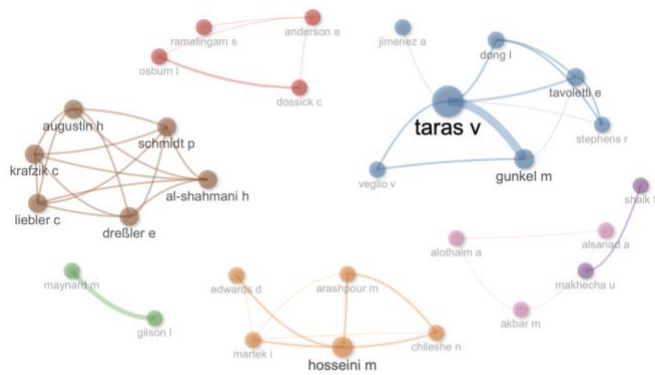 anderson a
ramalingam s
osburn l
dossick c
jimenez a
dong l
tavoletti e
taras v
stephens r
veglio v
gunkel m
augustin h
schmidt p
krafzik c
al-shahmani h
liebler c
dreßler e
shaik f
alothaim a
alsanad a
makhecha u
akbar m
maynard m
gilson l
edwards d
arashpour m
martek i
chileshe n
hosseini m